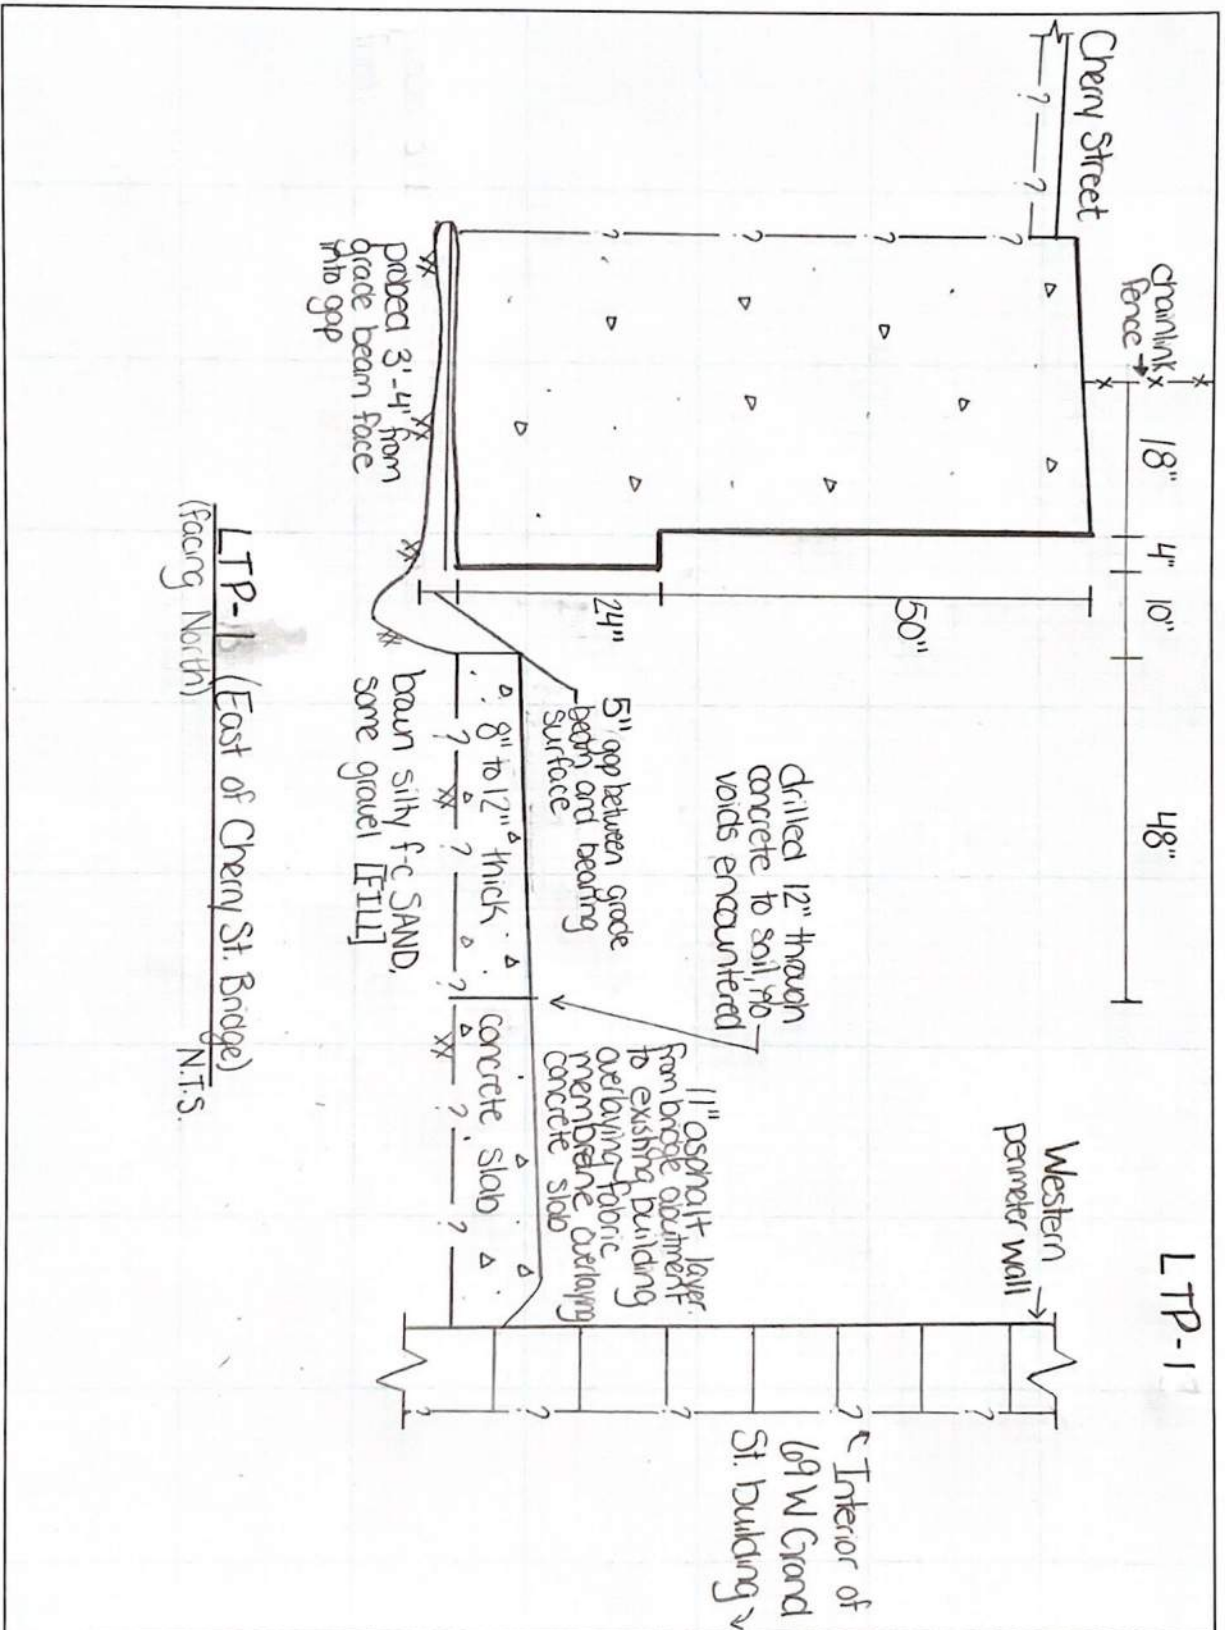 LTP-1
Cherry Street
chainlink
fence
18"
4"
10"
48"
Western
perimeter wall
50"
24"
? ?
? ? ? ?
drilled 12" through
concrete to soil, no
voids encountered
Interior of
69 W Grand
St. building
5" gap between grade
beam and bearing
surface
11" asphalt layer
from bridge abutment
to existing building
overlaying fabric
membrane overlaying
concrete slab
8" to 12" thick
concrete slab
? ? ? ? ?
? ? ? ? ?
probed 3'-4' from
grade beam face
into gap
brown silty f-c SAND,
some gravel [FILL]
LTP-1 (East of Cherry St. Bridge)
(facing North)
N.T.S.